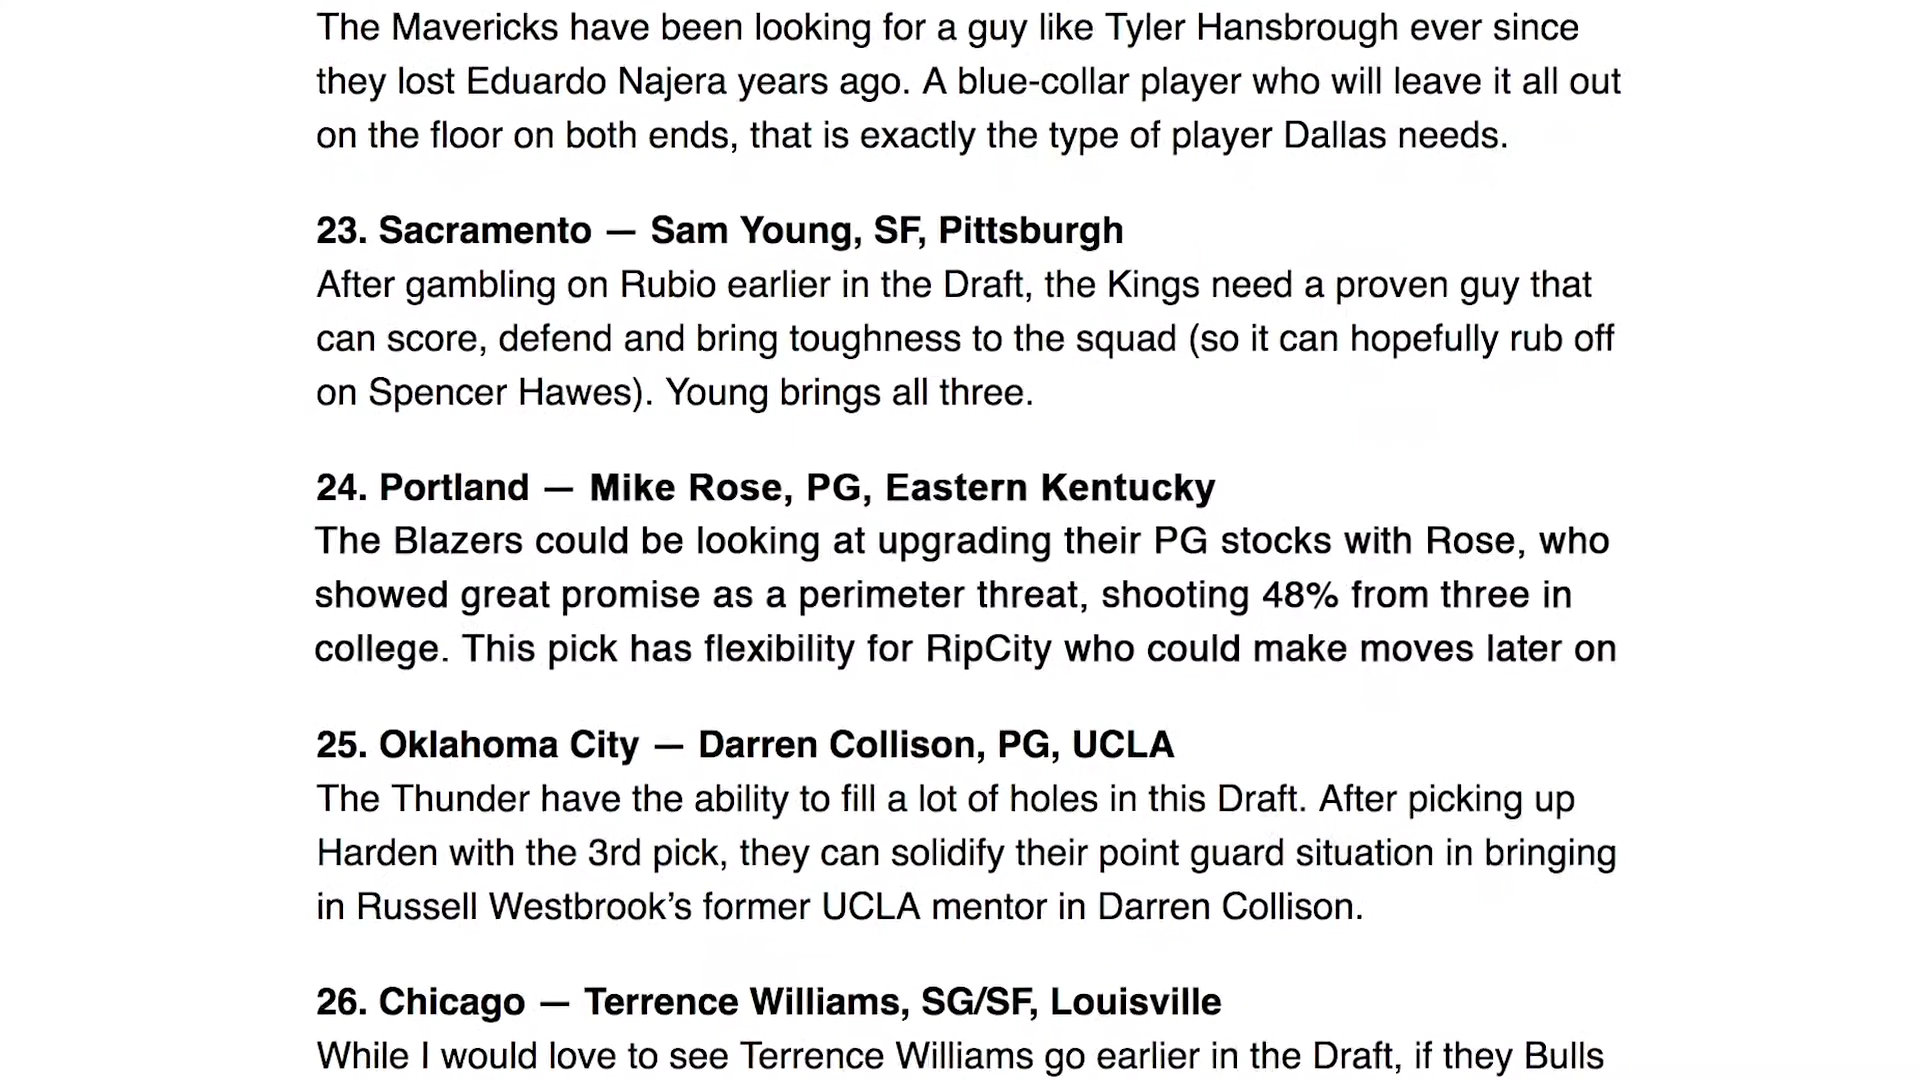 The Mavericks have been looking for a guy like Tyler Hansbrough ever since
they lost Eduardo Najera years ago. A blue-collar player who will leave it all out
on the floor on both ends, that is exactly the type of player Dallas needs.
23. Sacramento — Sam Young, SF, Pittsburgh
After gambling on Rubio earlier in the Draft, the Kings need a proven guy that
can score, defend and bring toughness to the squad (so it can hopefully rub off
on Spencer Hawes). Young brings all three.
24. Portland — Mike Rose, PG, Eastern Kentucky
The Blazers could be looking at upgrading their PG stocks with Rose, who
showed great promise as a perimeter threat, shooting 48% from three in
college. This pick has flexibility for RipCity who could make moves later on
25. Oklahoma City — Darren Collison, PG, UCLA
The Thunder have the ability to fill a lot of holes in this Draft. After picking up
Harden with the 3rd pick, they can solidify their point guard situation in bringing
in Russell Westbrook’s former UCLA mentor in Darren Collison.
26. Chicago — Terrence Williams, SG/SF, Louisville
While I would love to see Terrence Williams go earlier in the Draft, if they Bulls